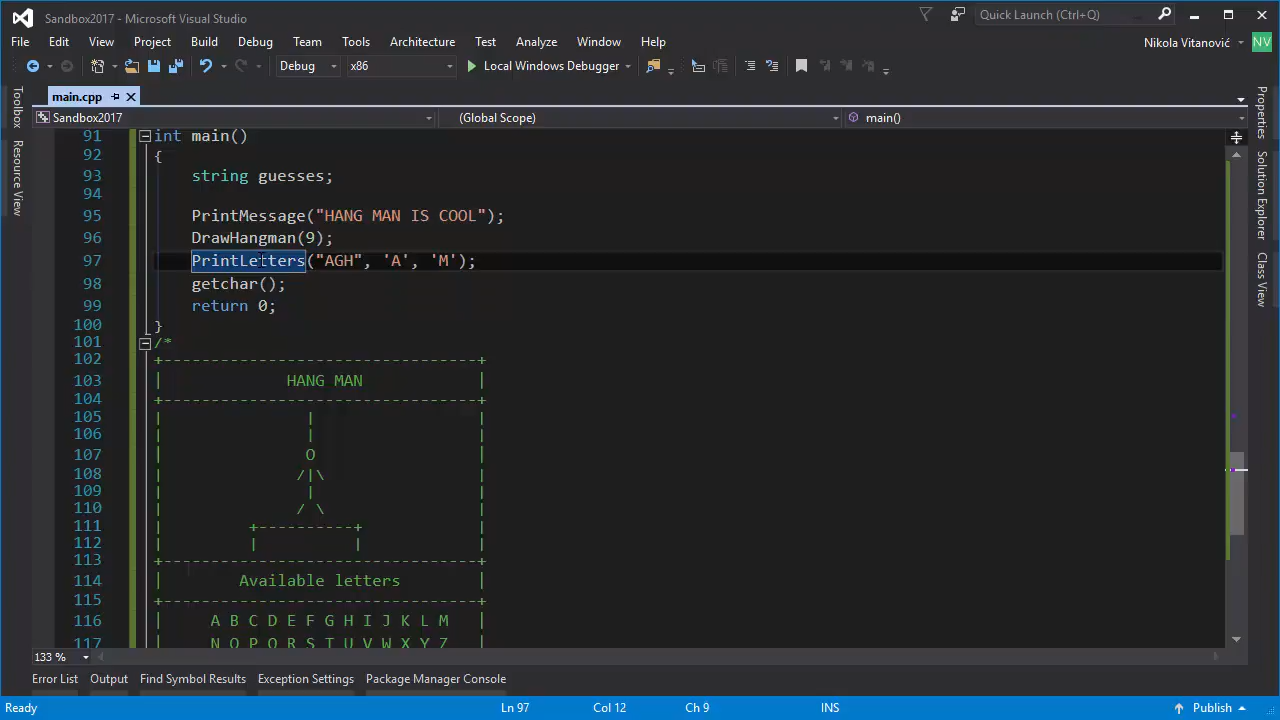 Sandbox2017 - Microsoft Visual Studio
Quick Launch (Ctrl+Q)
File Edit View Project Build Debug Team Tools Architecture Test Analyze Window Help
Nikola Vitanović NV
Debug x86 Local Windows Debugger
main.cpp
Sandbox2017 (Global Scope) main()
Toolbox
Resource View
Properties
Solution Explorer
Class View
91 int main()
92 {
93 string guesses;
94
95 PrintMessage("HANG MAN IS COOL");
96 DrawHangman(9);
97 PrintLetters("AGH", 'A', 'M');
98 getchar();
99 return 0;
100 }
101 /*
102 +---------------------------------+
103 | HANG MAN |
104 +---------------------------------+
105 | | |
106 | | |
107 | O |
108 | /|\ |
109 | | |
110 | / \ |
111 | +----------+ |
112 | | | |
113 +---------------------------------+
114 | Available letters |
115 +---------------------------------+
116 | A B C D E F G H I J K L M |
117 | N O P Q R S T U V W X Y Z |
133 %
Error List Output Find Symbol Results Exception Settings Package Manager Console
Ready Ln 97 Col 12 Ch 9 INS Publish